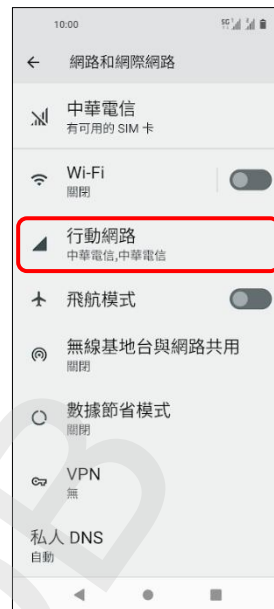 10:00
5G
網路和網際網路
中華電信
有可用的 SIM 卡
Wi-Fi
關閉
行動網路
中華電信,中華電信
飛航模式
無線基地台與網路共用
關閉
數據節省模式
關閉
VPN
無
私人 DNS
自動